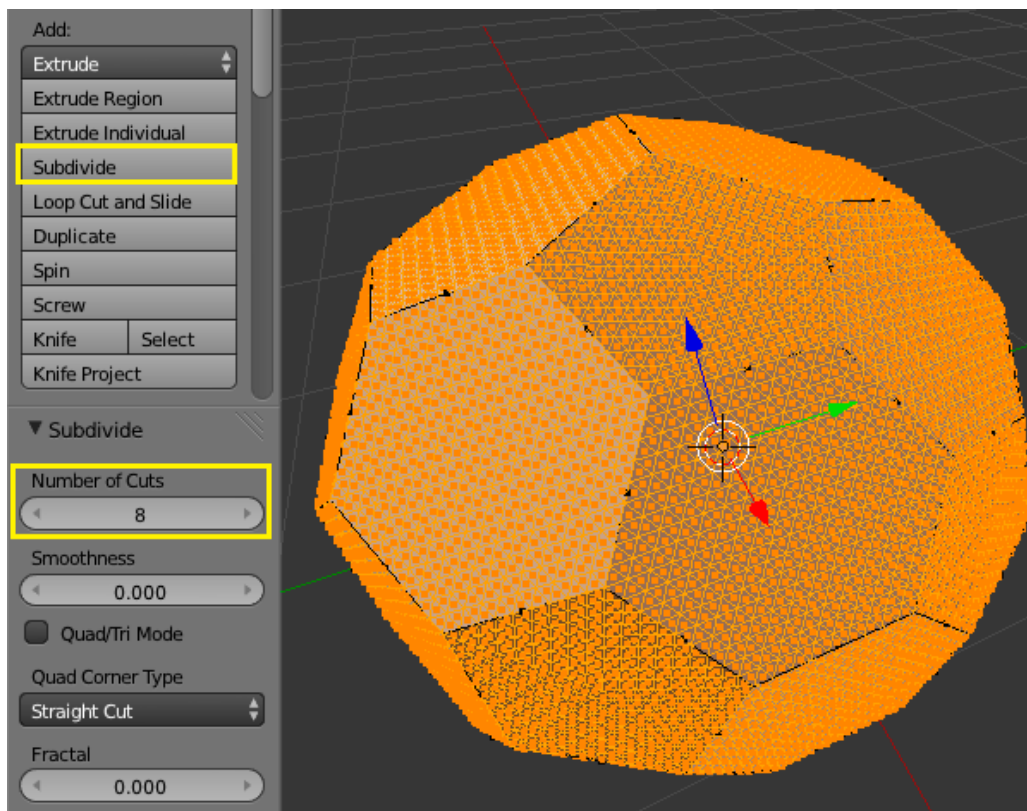 Add:
Extrude
Extrude Region
Extrude Individual
Subdivide
Loop Cut and Slide
Duplicate
Spin
Screw
Knife Select
Knife Project
Subdivide
Number of Cuts
8
Smoothness
0.000
Quad/Tri Mode
Quad Corner Type
Straight Cut
Fractal
0.000